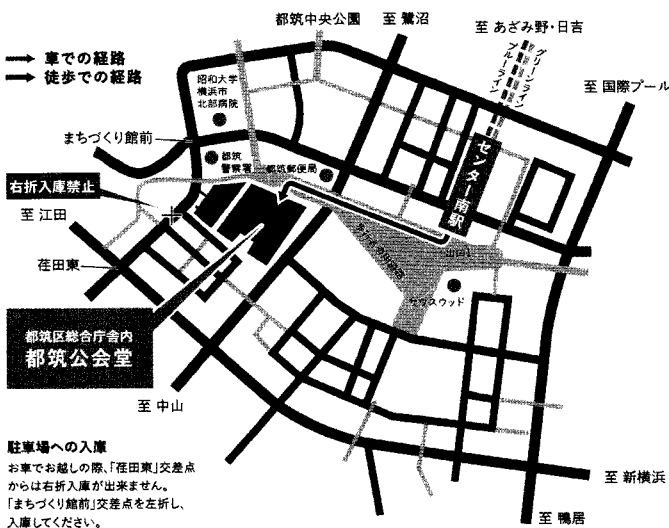 都筑中央公園
至 鷺沼
至 あざみ野・日吉
車での経路
徒歩での経路
グリーンライン
ブルーライン
至 国際プール
昭和大学
横浜市
北部病院
まちづくり館前
センター南駅
都筑
警察署
都筑郵便局
右折入庫禁止
至 江田
出口1
荏田東
サウスウッド
都筑区総合庁舎内
都筑公会堂
至 中山
駐車場への入庫
お車でお越しの際、「荏田東」交差点
からは右折入庫が出来ません。
「まちづくり館前」交差点を左折し、
入庫してください。
至 新横浜
至 鴨居